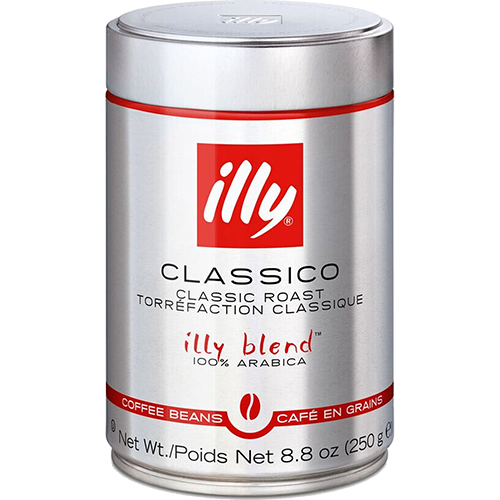 illy®
CLASSICO
CLASSIC ROAST
TORRÉFACTION CLASSIQUE
illy blend™
100% ARABICA
COFFEE BEANS CAFÉ EN GRAINS
Net Wt./Poids Net 8.8 oz (250 g) e